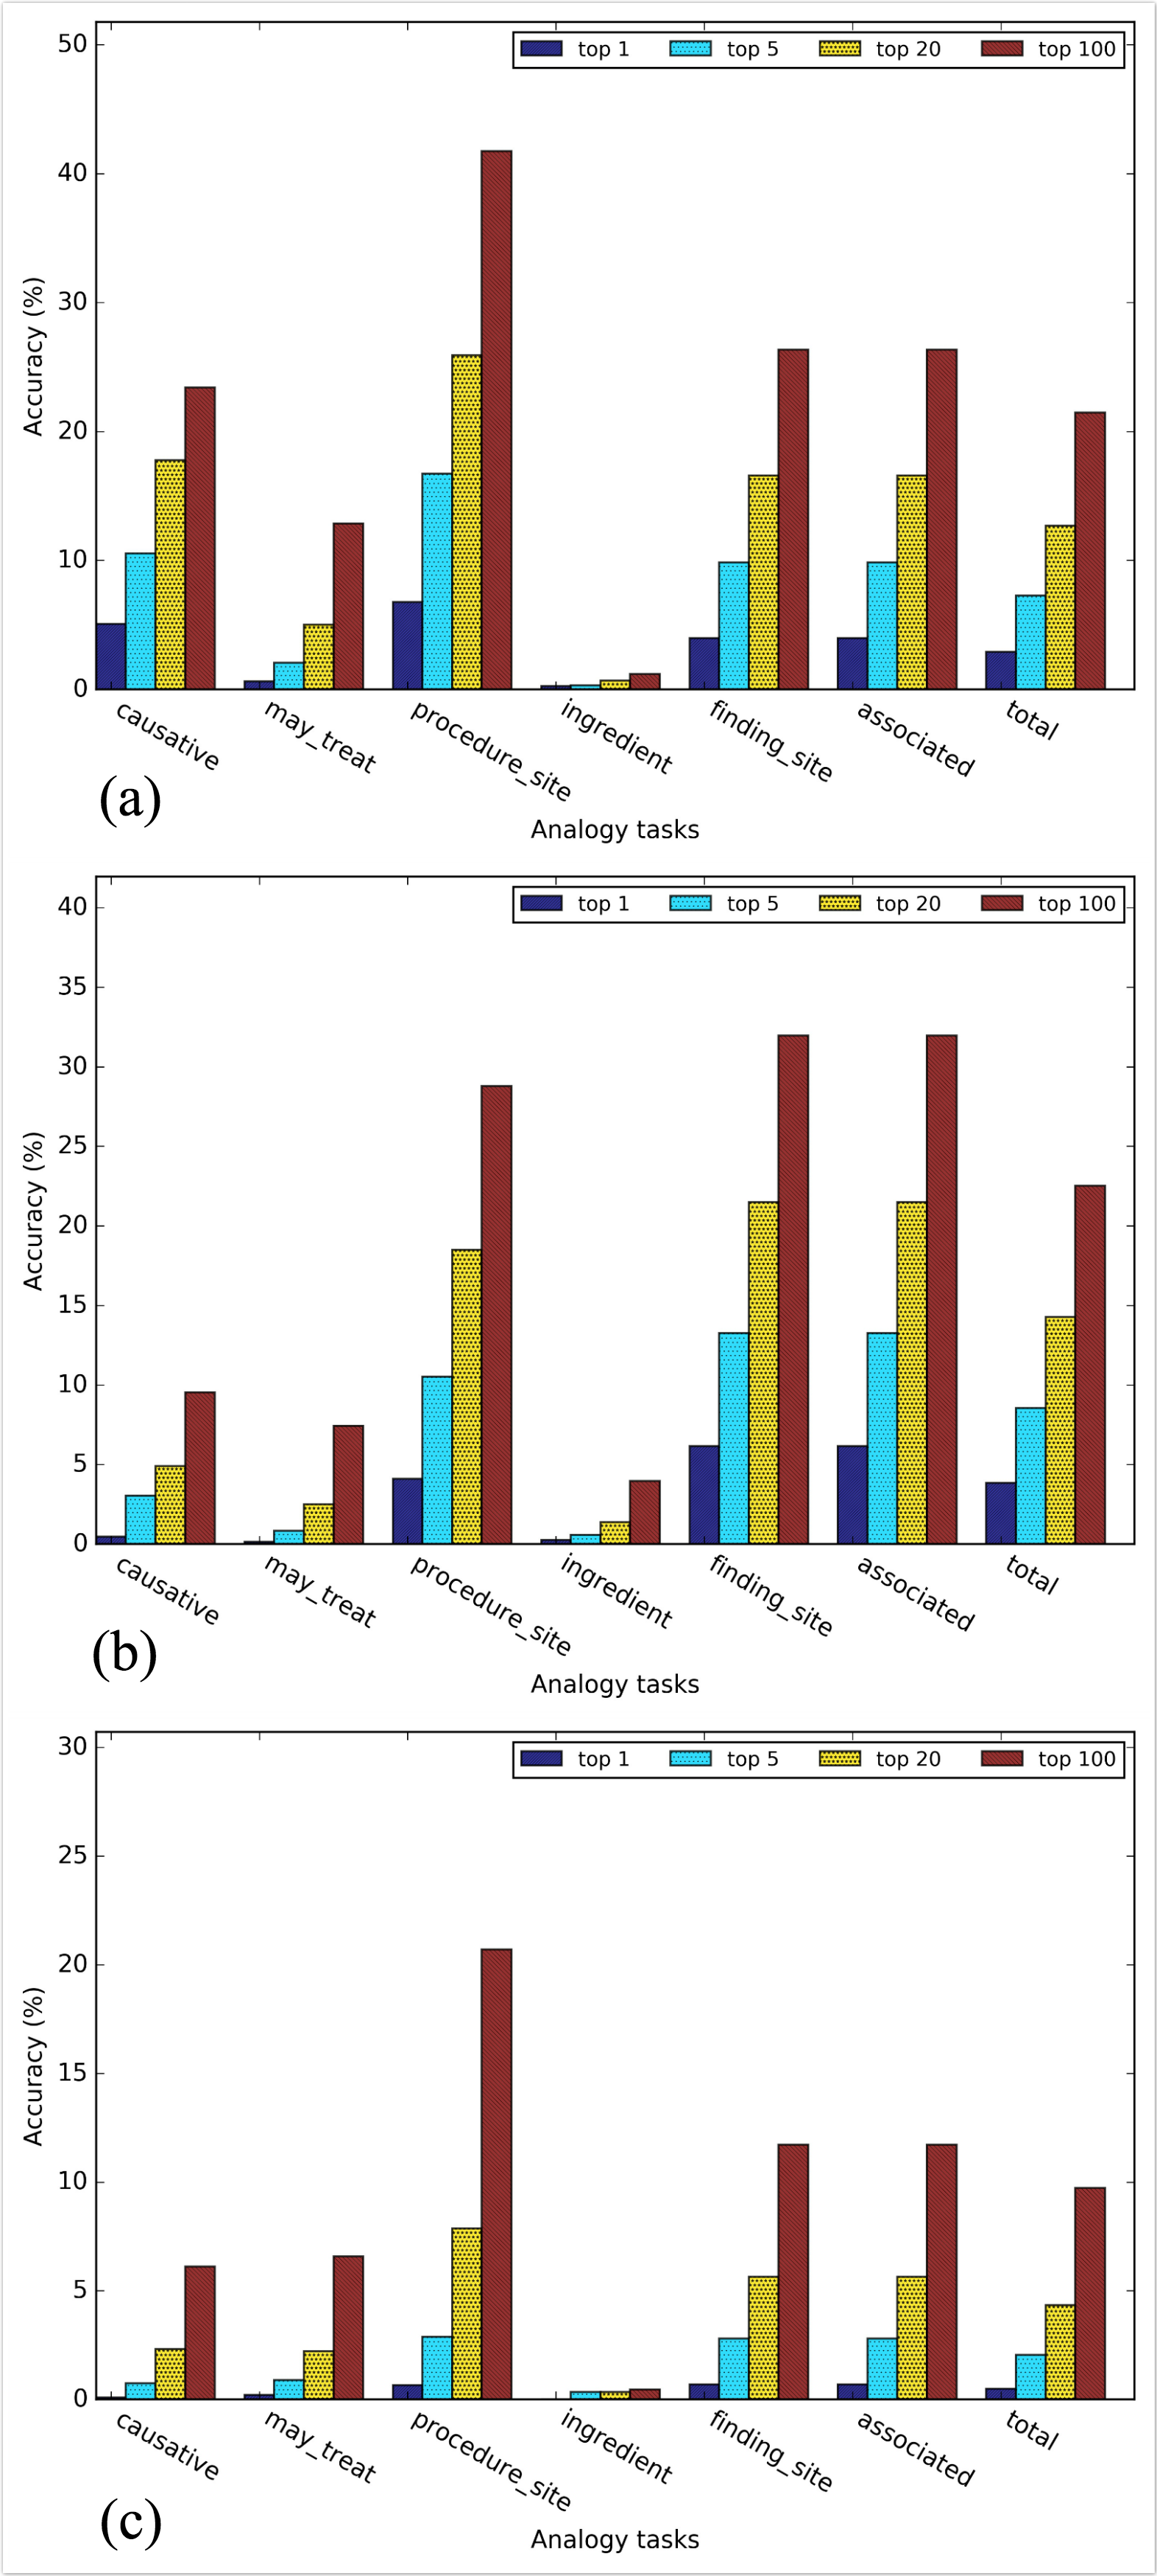 50
40
30
20
10
0
Accuracy (%)
top 1 top 5 top 20 top 100
causative may_treat procedure_site ingredient finding_site associated total
(a)
Analogy tasks
40
35
30
25
20
15
10
5
0
Accuracy (%)
top 1 top 5 top 20 top 100
causative may_treat procedure_site ingredient finding_site associated total
(b)
Analogy tasks
30
25
20
15
10
5
0
Accuracy (%)
top 1 top 5 top 20 top 100
causative may_treat procedure_site ingredient finding_site associated total
(c)
Analogy tasks